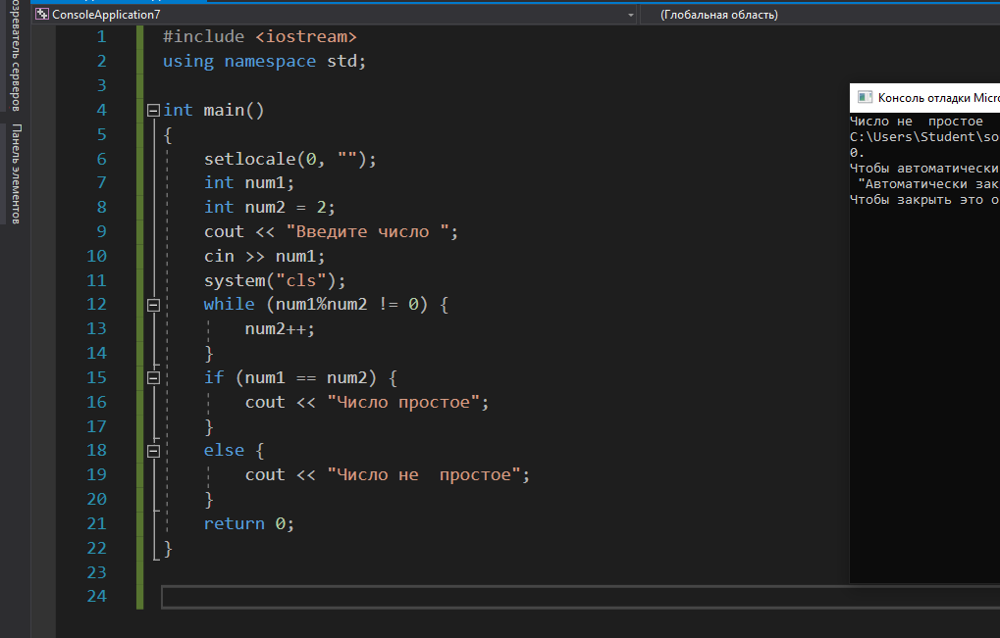 ConsoleApplication7
(Глобальная область)
Панель элементов
1 #include <iostream>
2 using namespace std;
3
4 int main()
5 {
6 setlocale(0, "");
7 int num1;
8 int num2 = 2;
9 cout << "Введите число ";
10 cin >> num1;
11 system("cls");
12 while (num1%num2 != 0) {
13 num2++;
14 }
15 if (num1 == num2) {
16 cout << "Число простое";
17 }
18 else {
19 cout << "Число не  простое";
20 }
21 return 0;
22 }
23
24
Консоль отладки Micro
Число не  простое
C:\Users\Student\so
0.
Чтобы автоматически
"Автоматически зак
Чтобы закрыть это о